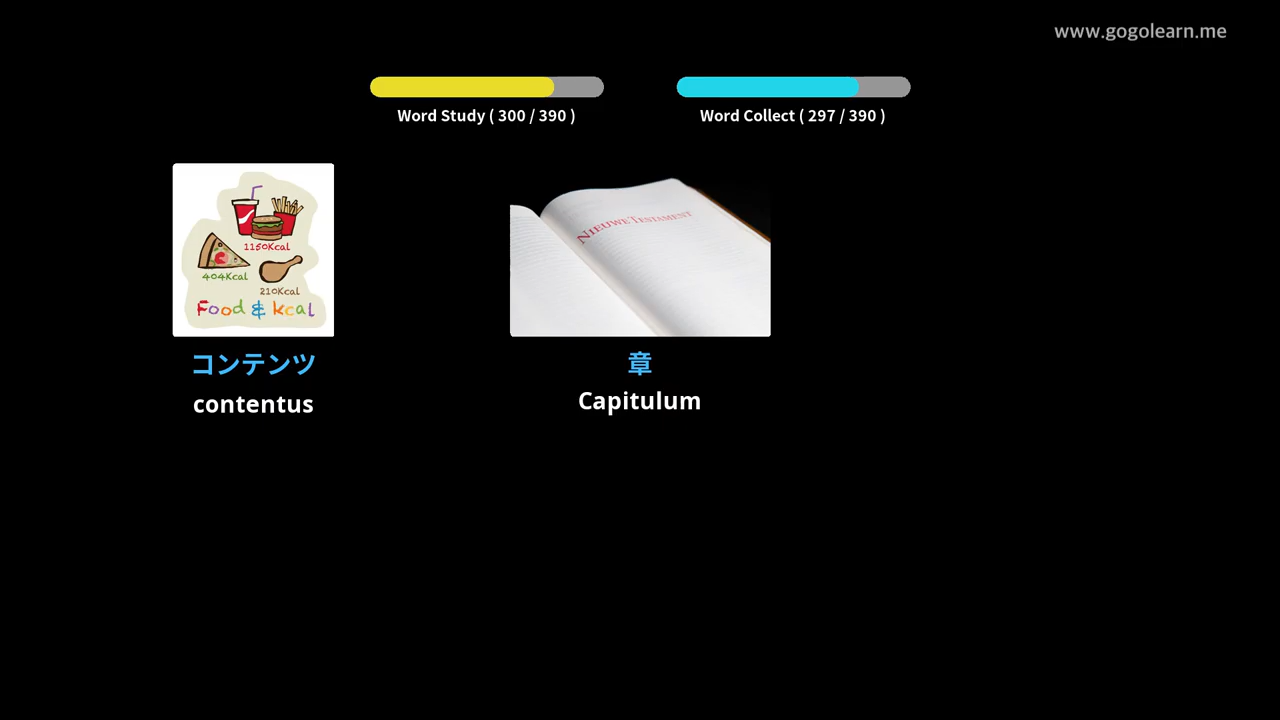 www.gogolearn.me
Word Study ( 300 / 390 )
Word Collect ( 297 / 390 )
1150Kcal
404Kcal
210Kcal
Food & kcal
NIEUWE TESTAMENT
コンテンツ
章
contentus
Capitulum